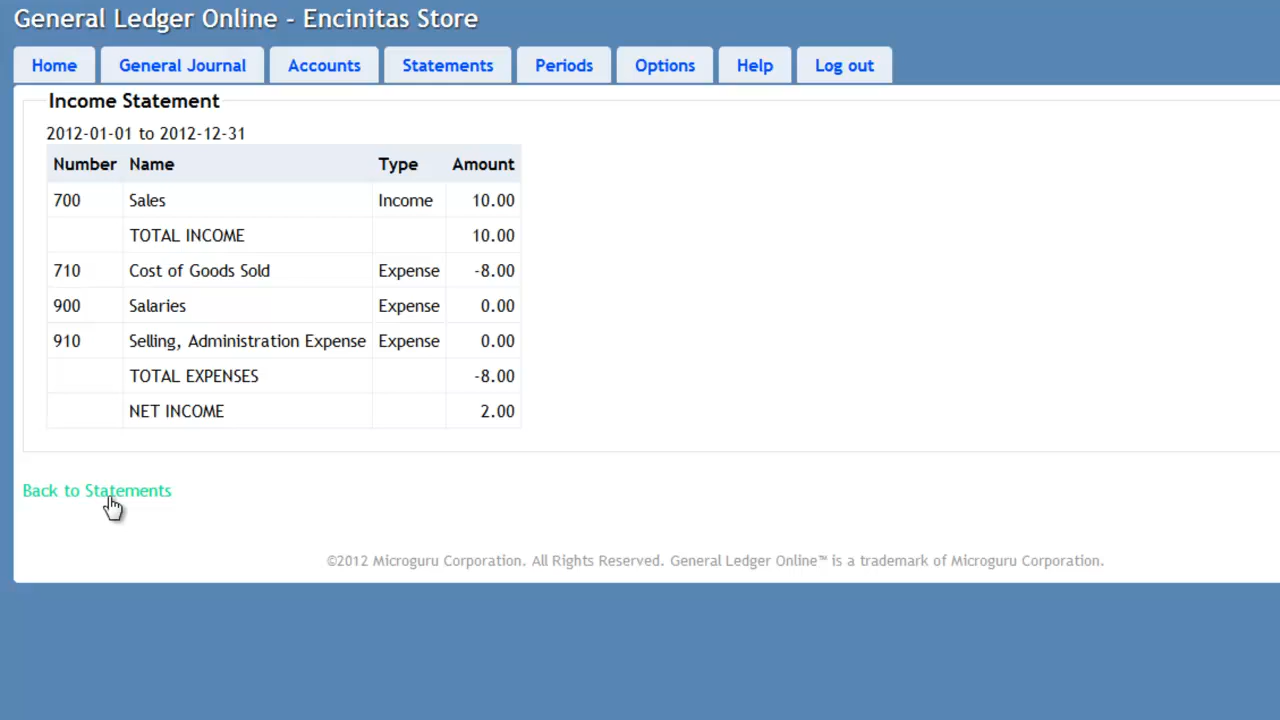 General Ledger Online - Encinitas Store
Home General Journal Accounts Statements Periods Options Help Log out
Income Statement
2012-01-01 to 2012-12-31
Number Name Type Amount
700 Sales Income 10.00
TOTAL INCOME 10.00
710 Cost of Goods Sold Expense -8.00
900 Salaries Expense 0.00
910 Selling, Administration Expense Expense 0.00
TOTAL EXPENSES -8.00
NET INCOME 2.00
Back to Statements
©2012 Microguru Corporation. All Rights Reserved. General Ledger Online™ is a trademark of Microguru Corporation.